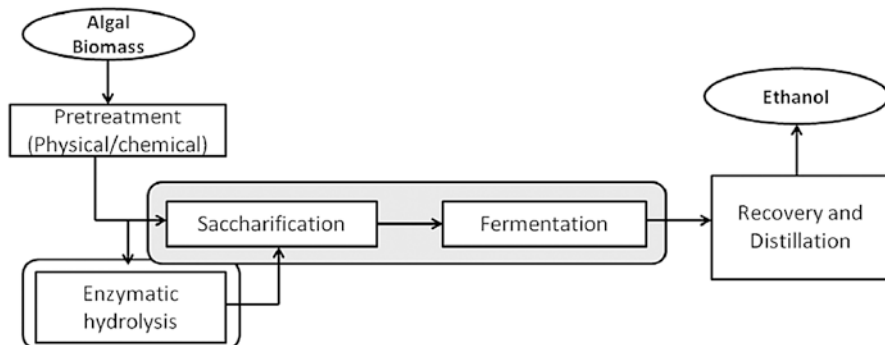 Algal
Biomass
Pretreatment
(Physical/chemical)
Ethanol
Saccharification
Fermentation
Recovery and
Distillation
Enzymatic
hydrolysis